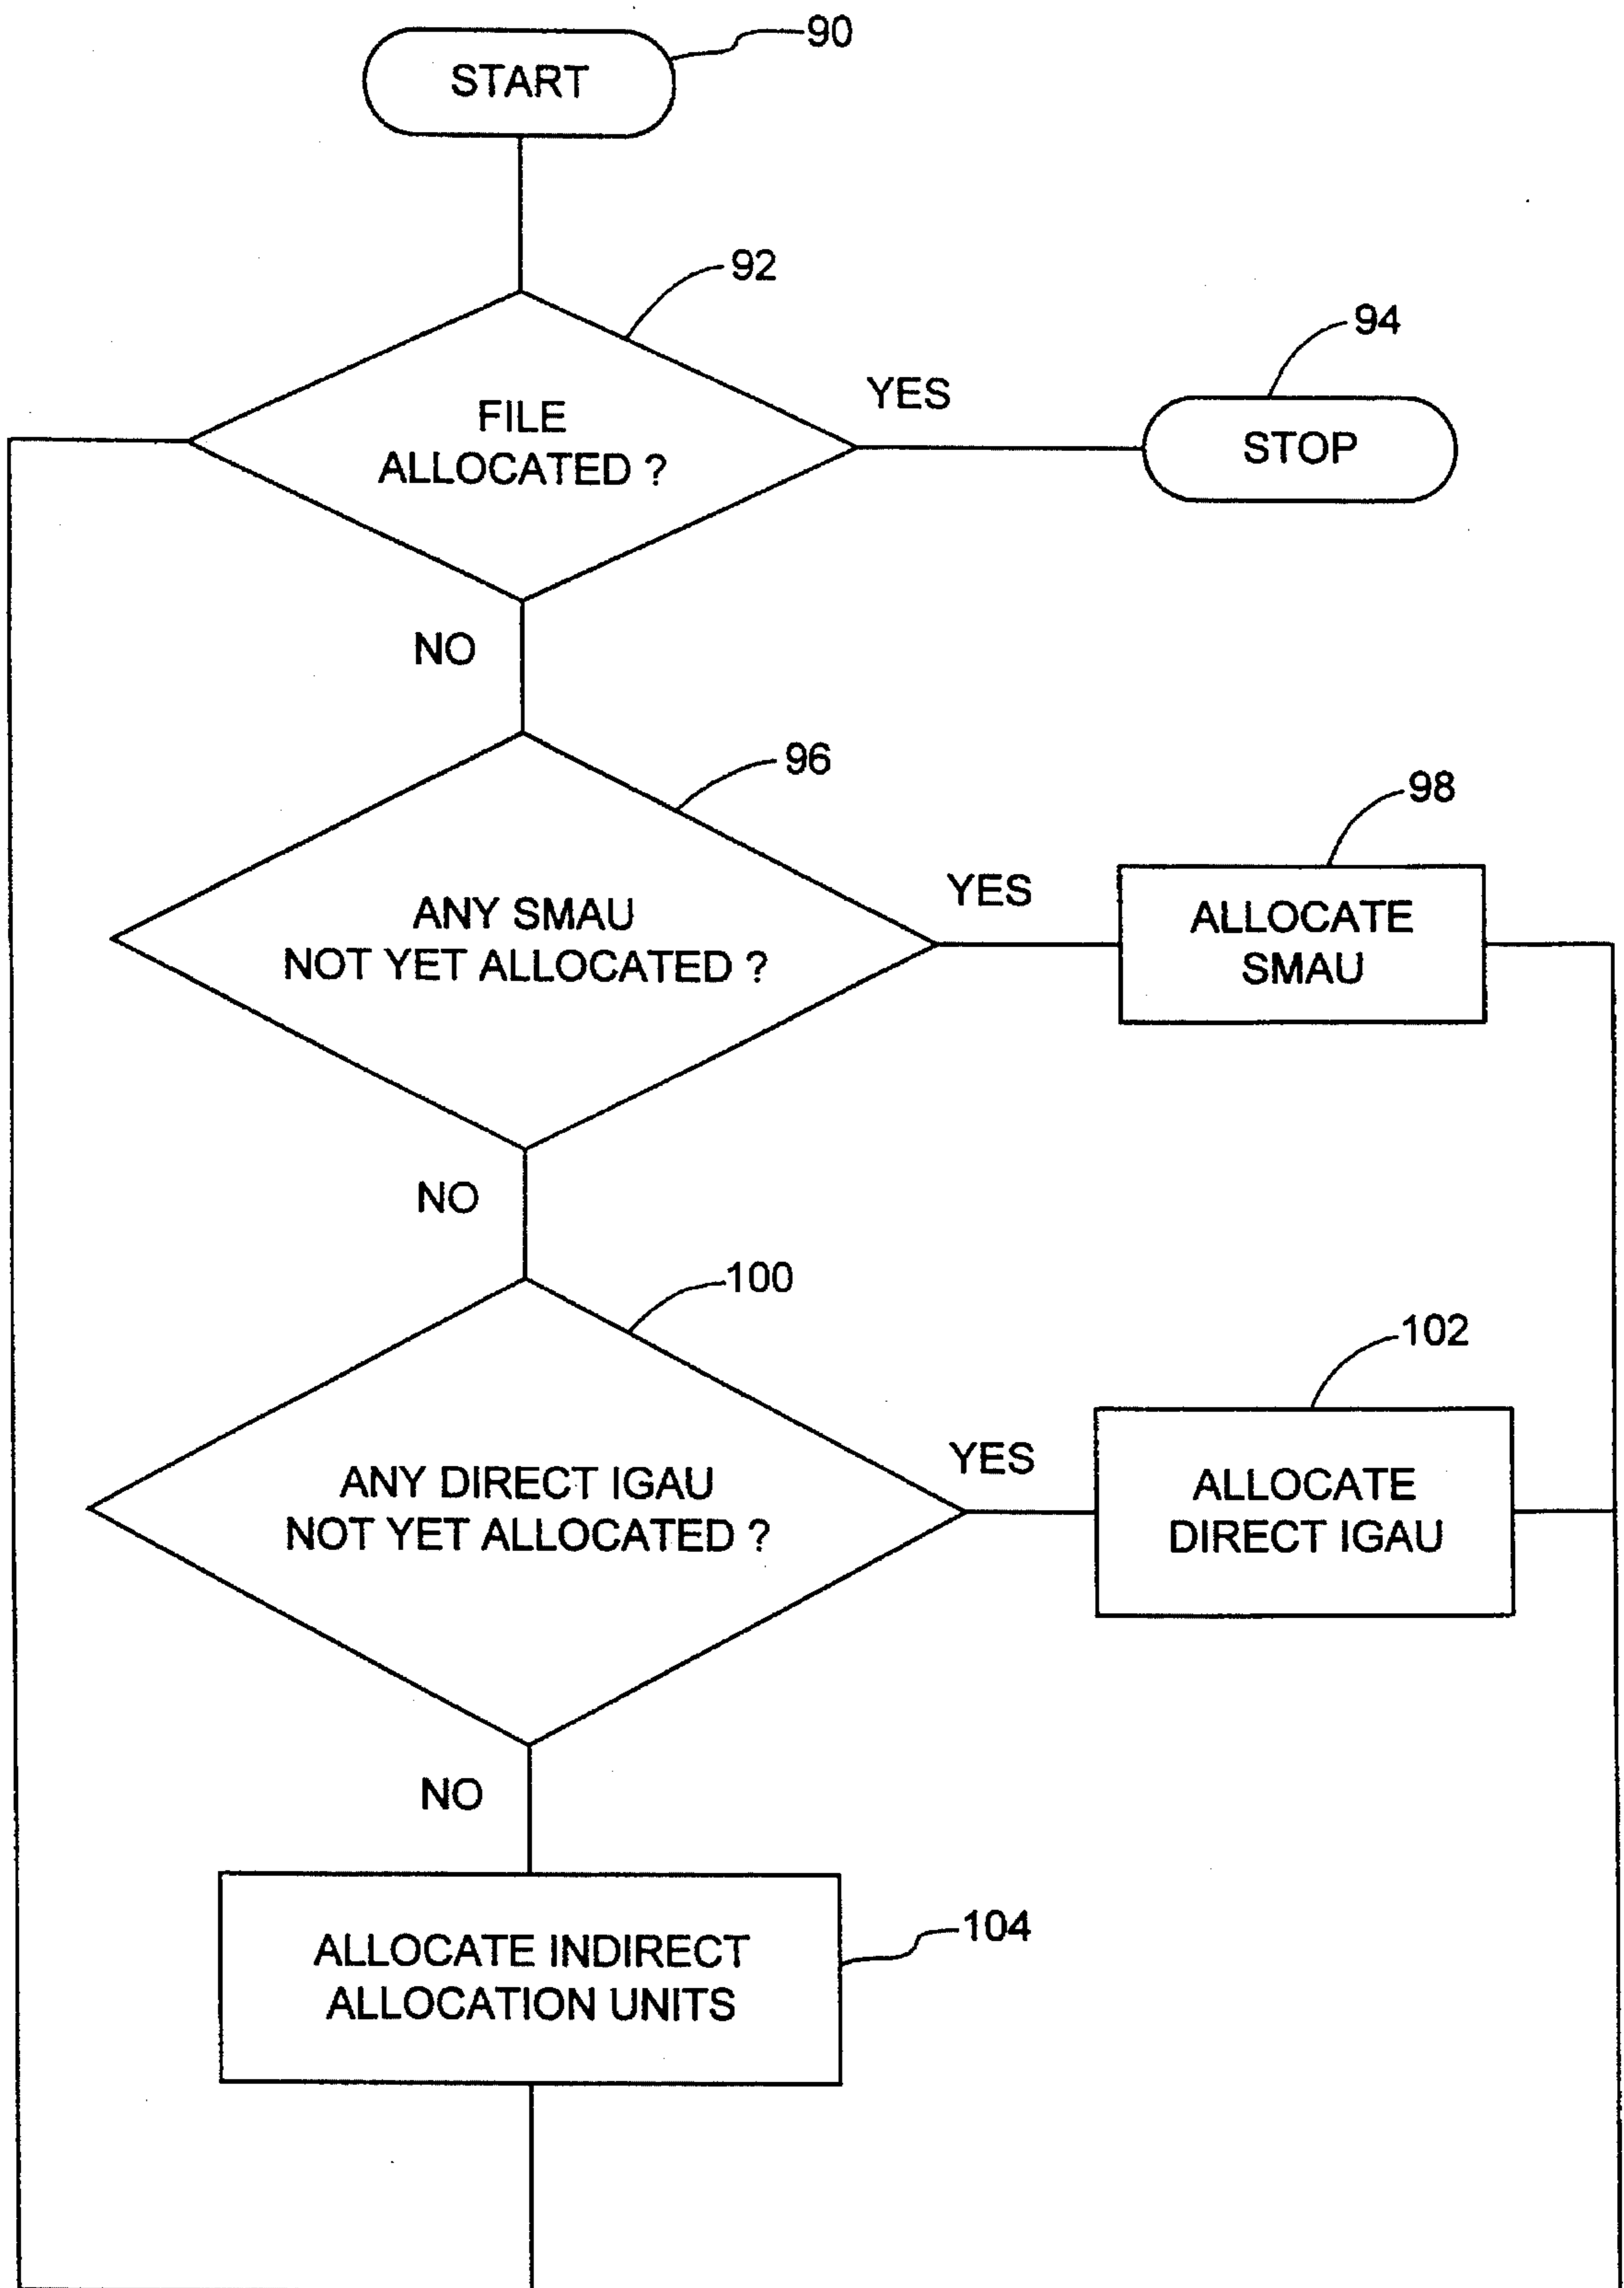 START
90
92
FILE
ALLOCATED ?
YES
94
STOP
NO
96
ANY SMAU
NOT YET ALLOCATED ?
YES
98
ALLOCATE
SMAU
NO
100
ANY DIRECT IGAU
NOT YET ALLOCATED ?
YES
102
ALLOCATE
DIRECT IGAU
NO
ALLOCATE INDIRECT
ALLOCATION UNITS
104